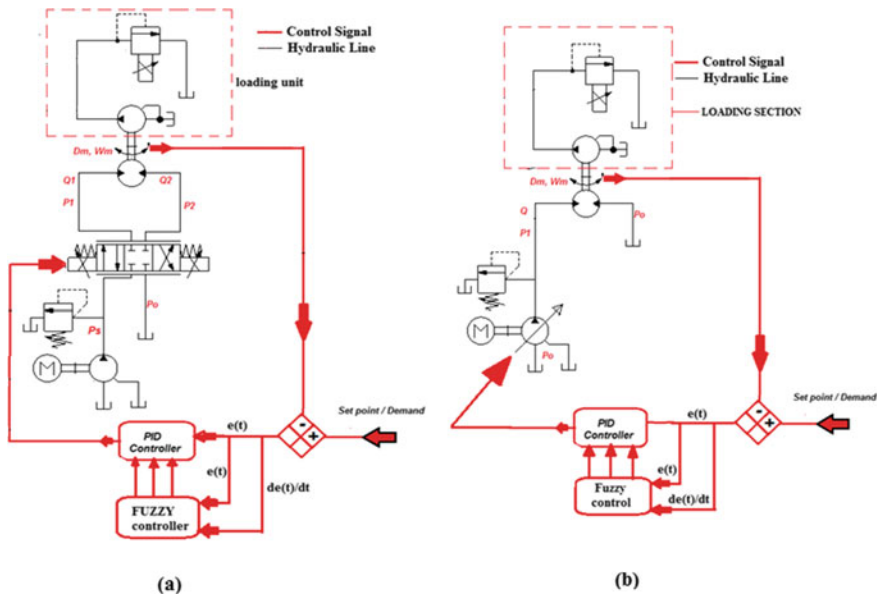 Control Signal
Hydraulic Line
loading unit
Dm, Wm
Q1
Q2
P1
P2
Po
Ps
M
Set point / Demand
e(t)
-
+
PID
Controller
e(t)
de(t)/dt
FUZZY
controller
(a)
Control Signal
Hydraulic Line
LOADING SECTION
Dm, Wm
Q
Po
P1
M
Po
Set point / Demand
e(t)
-
+
PID
Controller
e(t)
de(t)/dt
Fuzzy
control
(b)